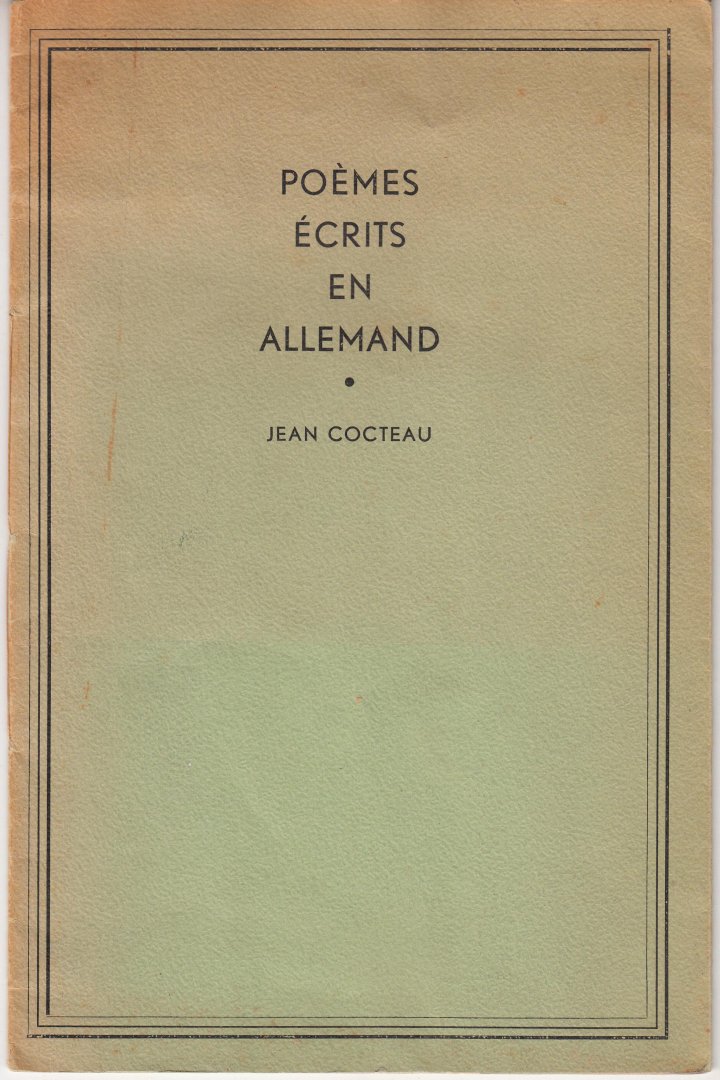 POÈMES
ÉCRITS
EN
ALLEMAND
•
JEAN COCTEAU